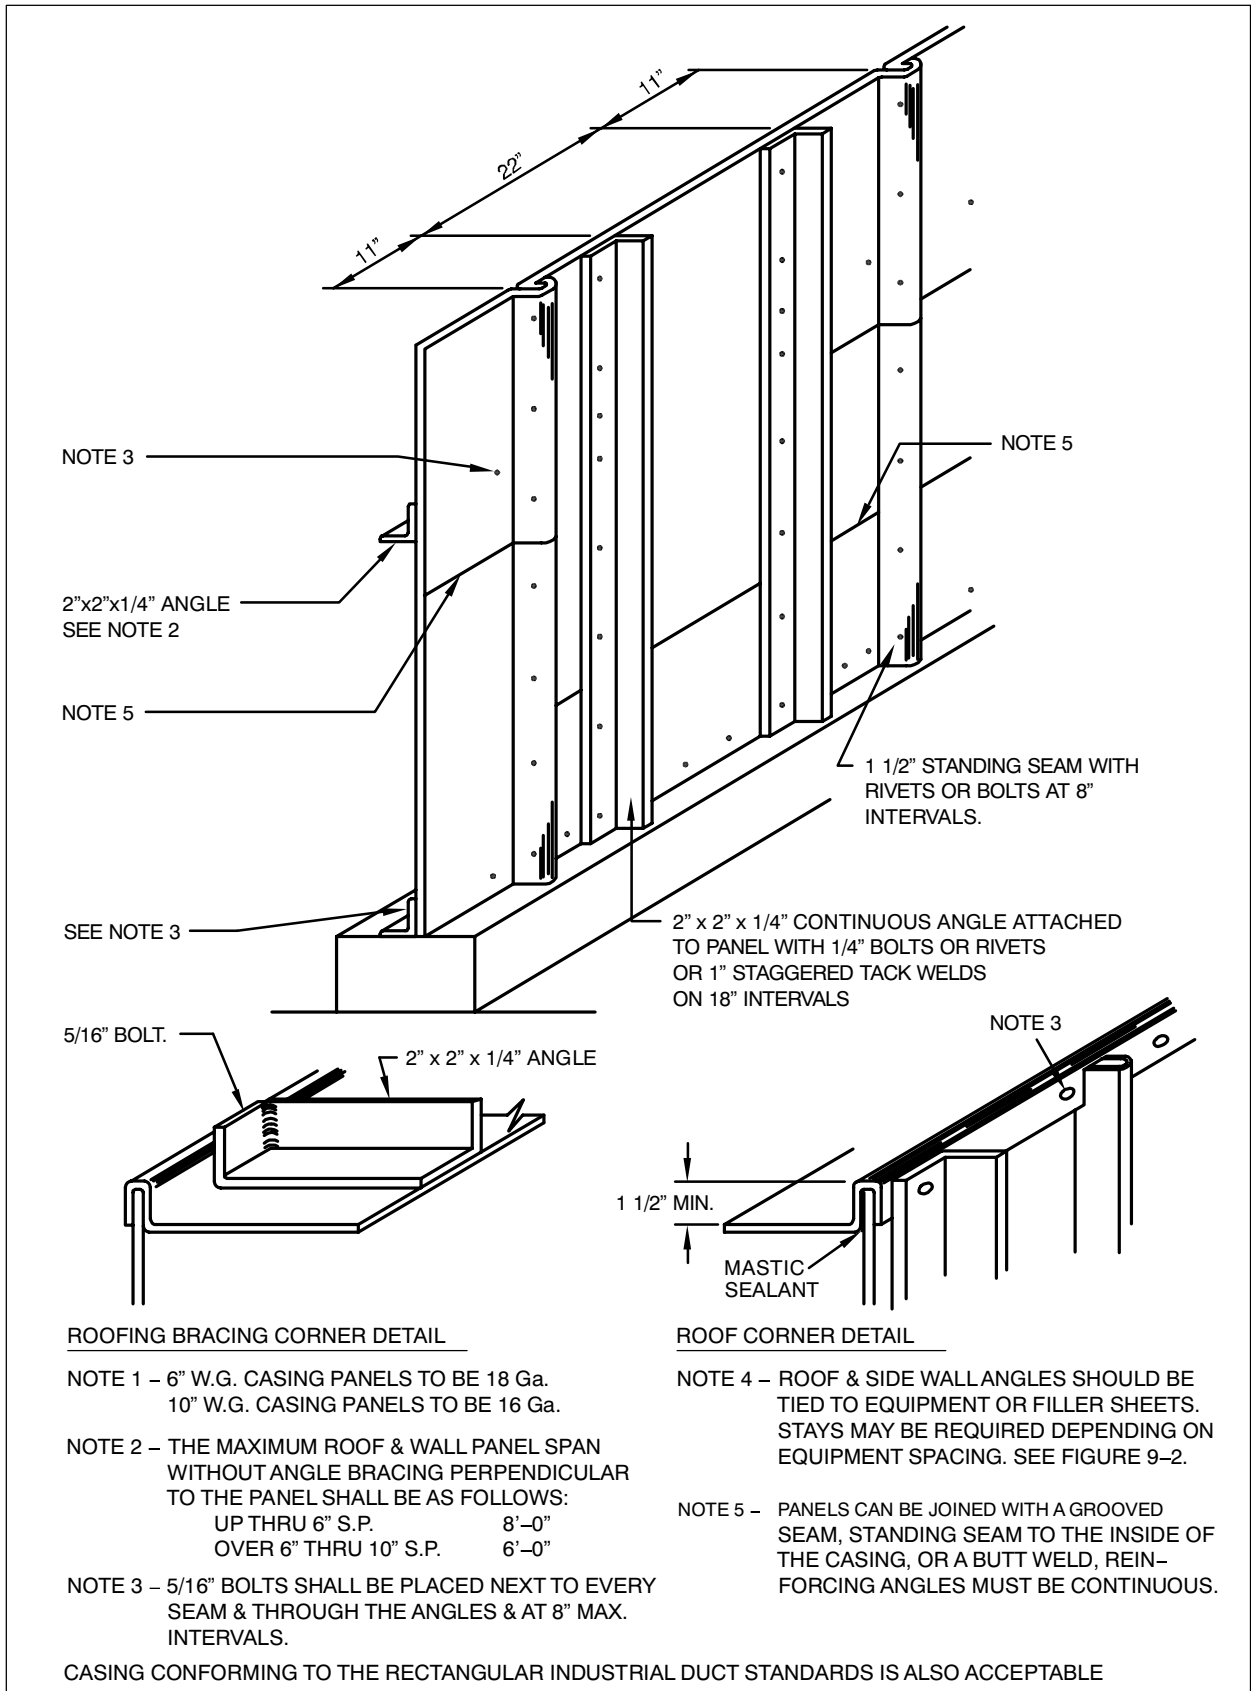 11”
22”
11”
NOTE 3
NOTE 5
2”x2”x1/4” ANGLE
SEE NOTE 2
NOTE 5
1 1/2” STANDING SEAM WITH
RIVETS OR BOLTS AT 8”
INTERVALS.
SEE NOTE 3
2” x 2” x 1/4” CONTINUOUS ANGLE ATTACHED
TO PANEL WITH 1/4” BOLTS OR RIVETS
OR 1” STAGGERED TACK WELDS
ON 18” INTERVALS
5/16” BOLT.
2” x 2” x 1/4” ANGLE
NOTE 3
1 1/2” MIN.
MASTIC
SEALANT
ROOFING BRACING CORNER DETAIL
NOTE 1 – 6” W.G. CASING PANELS TO BE 18 Ga.
10” W.G. CASING PANELS TO BE 16 Ga.
NOTE 2 – THE MAXIMUM ROOF & WALL PANEL SPAN
WITHOUT ANGLE BRACING PERPENDICULAR
TO THE PANEL SHALL BE AS FOLLOWS:
UP THRU 6” S.P. 8’–0”
OVER 6” THRU 10” S.P. 6’–0”
NOTE 3 – 5/16” BOLTS SHALL BE PLACED NEXT TO EVERY
SEAM & THROUGH THE ANGLES & AT 8” MAX.
INTERVALS.
ROOF CORNER DETAIL
NOTE 4 – ROOF & SIDE WALL ANGLES SHOULD BE
TIED TO EQUIPMENT OR FILLER SHEETS.
STAYS MAY BE REQUIRED DEPENDING ON
EQUIPMENT SPACING. SEE FIGURE 9–2.
NOTE 5 – PANELS CAN BE JOINED WITH A GROOVED
SEAM, STANDING SEAM TO THE INSIDE OF
THE CASING, OR A BUTT WELD, REIN–
FORCING ANGLES MUST BE CONTINUOUS.
CASING CONFORMING TO THE RECTANGULAR INDUSTRIAL DUCT STANDARDS IS ALSO ACCEPTABLE